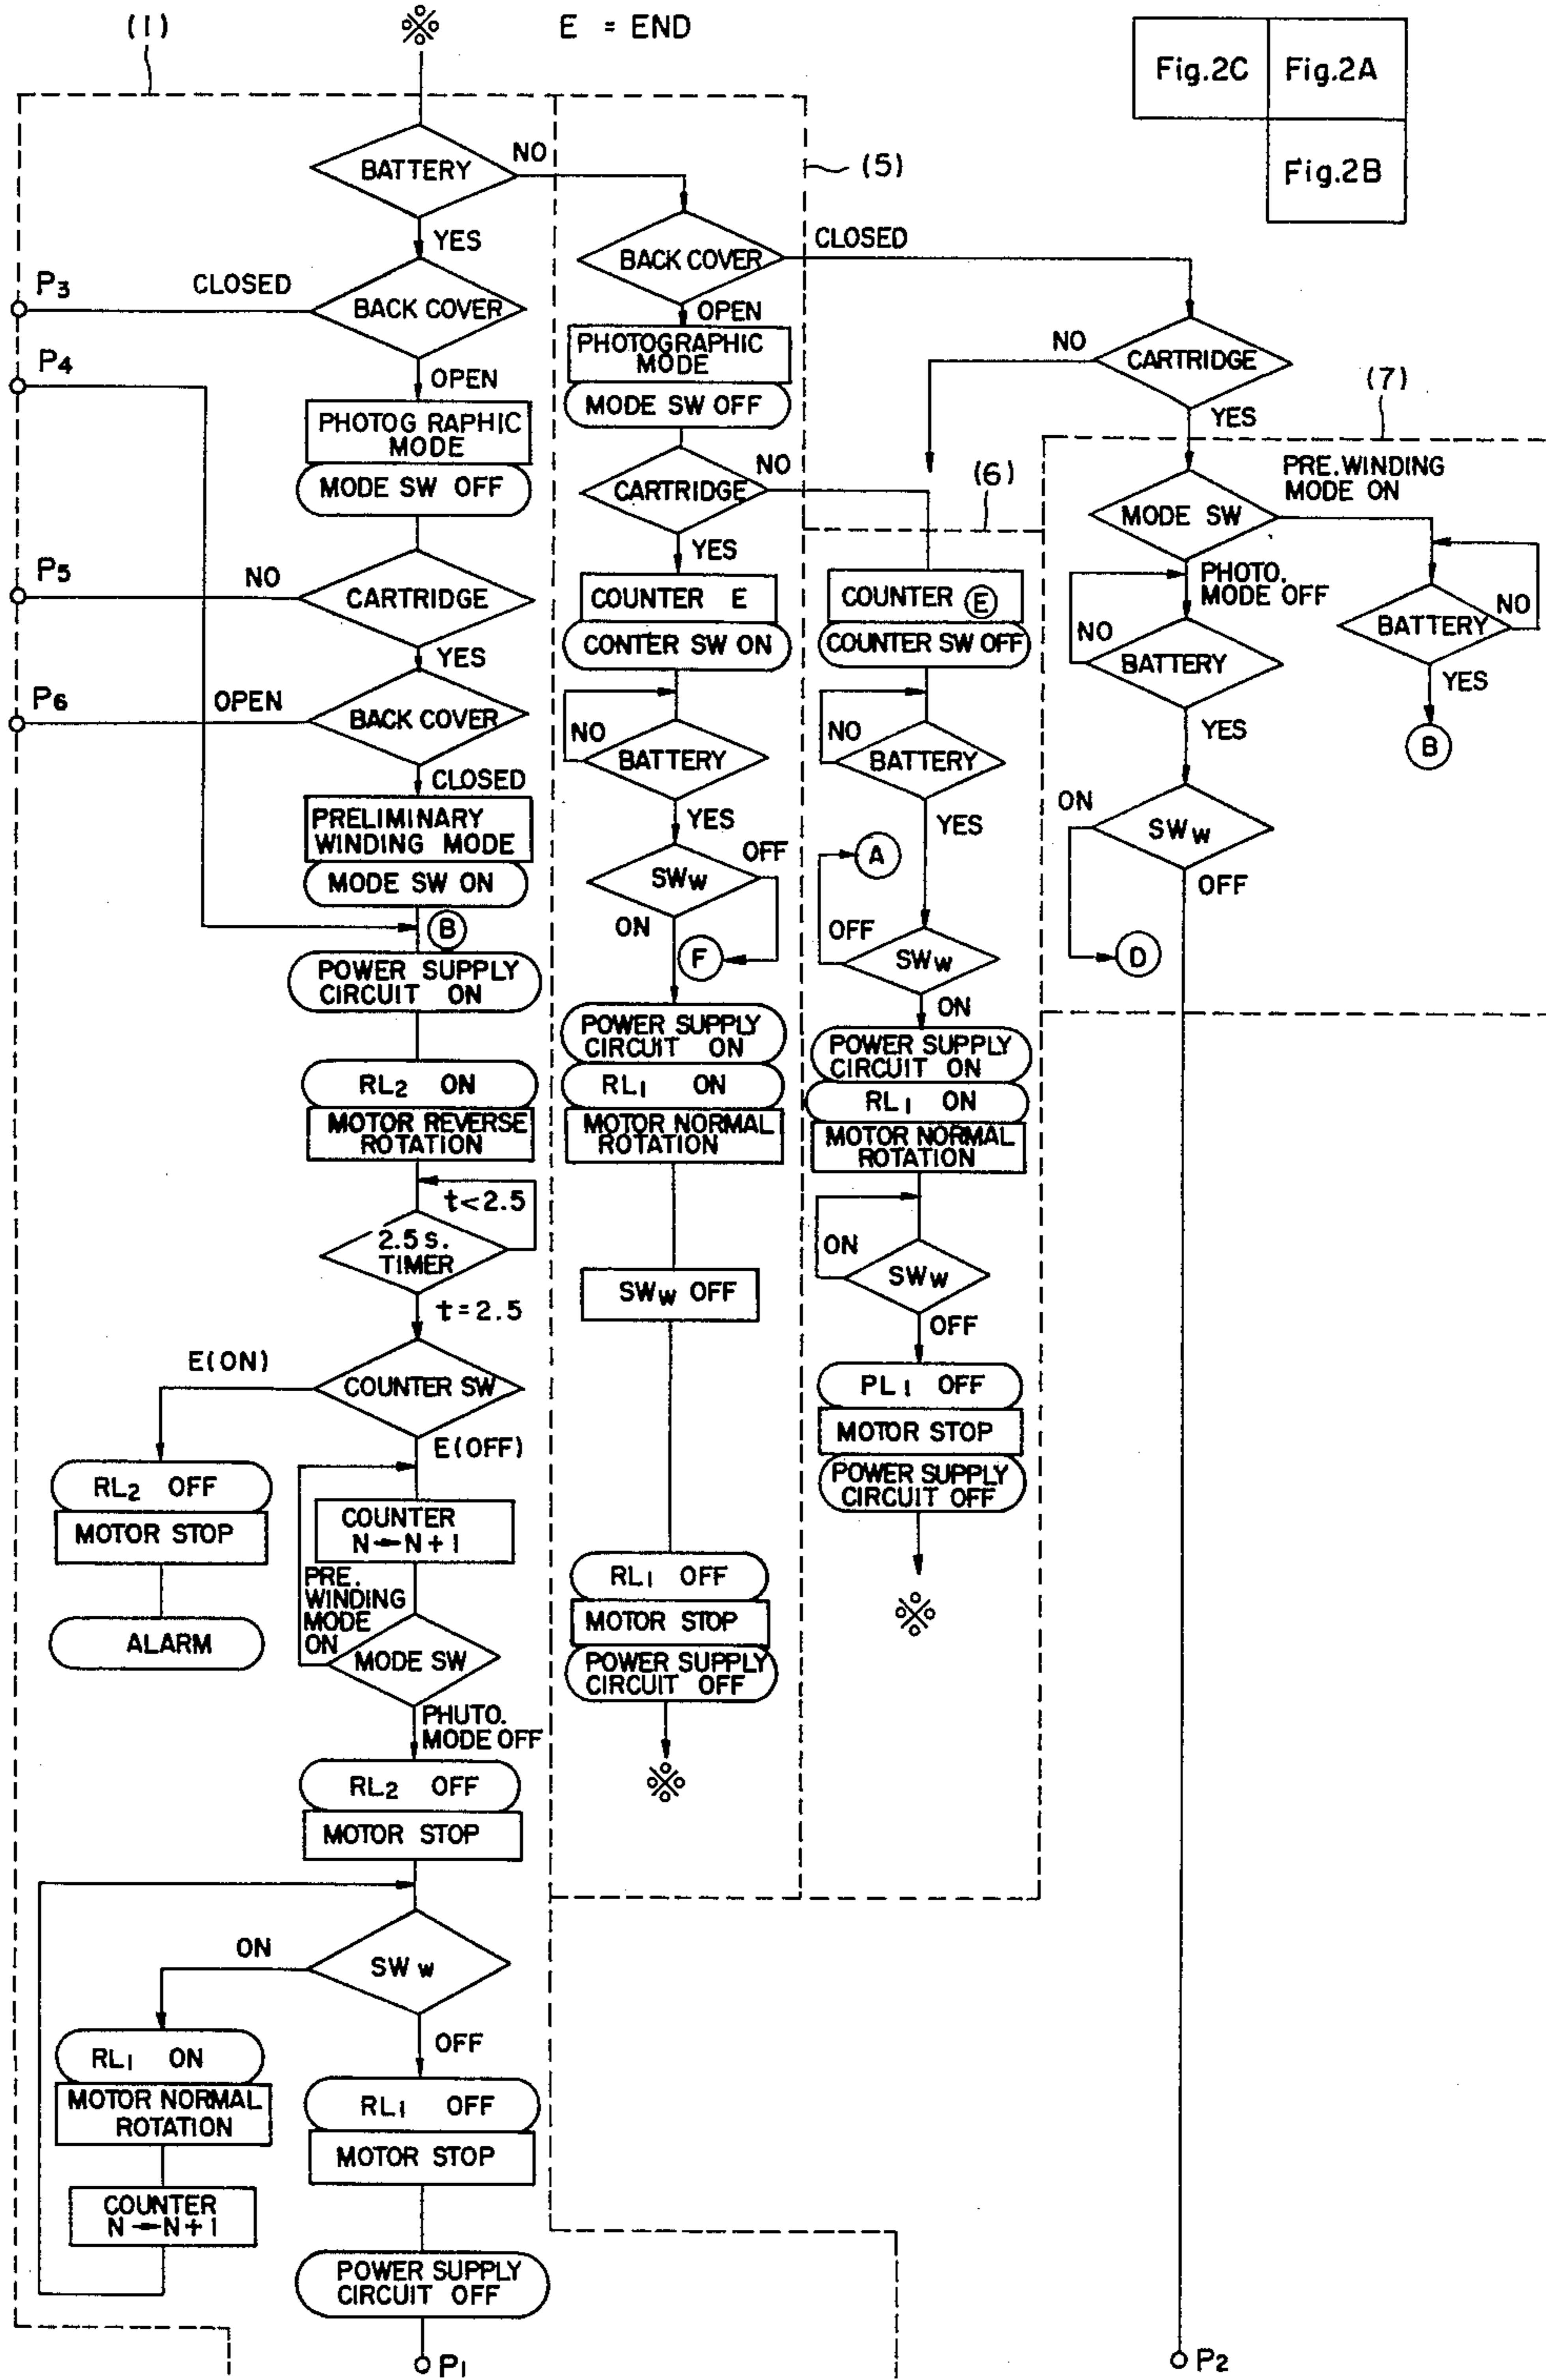 (1)
※
E = END
Fig.2C
Fig.2A
Fig.2B
BATTERY
NO
YES
(5)
P3
CLOSED
BACK COVER
OPEN
P4
PHOTOG RAPHIC
MODE
MODE SW OFF
P5
NO
CARTRIDGE
YES
P6
OPEN
BACK COVER
CLOSED
PRELIMINARY
WINDING MODE
MODE SW ON
B
POWER SUPPLY
CIRCUIT ON
RL2 ON
MOTOR REVERSE
ROTATION
t<2.5
2.5 s.
TIMER
t=2.5
E(ON)
COUNTER SW
E(OFF)
RL2 OFF
MOTOR STOP
ALARM
COUNTER
N←N+1
PRE.
WINDING
MODE
ON
MODE SW
PHUTO.
MODE OFF
RL2 OFF
MOTOR STOP
ON
SW w
OFF
RL1 ON
MOTOR NORMAL
ROTATION
COUNTER
N←N+1
RL1 OFF
MOTOR STOP
POWER SUPPLY
CIRCUIT OFF
P1
BACK COVER
CLOSED
OPEN
PHOTOGRAPHIC
MODE
MODE SW OFF
CARTRIDGE
NO
YES
COUNTER E
CONTER SW ON
NO
BATTERY
YES
SWw
OFF
ON
F
POWER SUPPLY
CIRCUIT ON
RL1 ON
MOTOR NORMAL
ROTATION
SWw OFF
RL1 OFF
MOTOR STOP
POWER SUPPLY
CIRCUIT OFF
※
(6)
COUNTER Ⓔ
COUNTER SW OFF
NO
BATTERY
YES
A
OFF
SWw
ON
POWER SUPPLY
CIRCUIT ON
RL1 ON
MOTOR NORMAL
ROTATION
ON
SWw
OFF
PL1 OFF
MOTOR STOP
POWER SUPPLY
CIRCUIT OFF
※
NO
CARTRIDGE
YES
(7)
PRE.WINDING
MODE ON
MODE SW
PHOTO.
MODE OFF
NO
BATTERY
YES
BATTERY
NO
YES
B
ON
SWw
OFF
D
P2